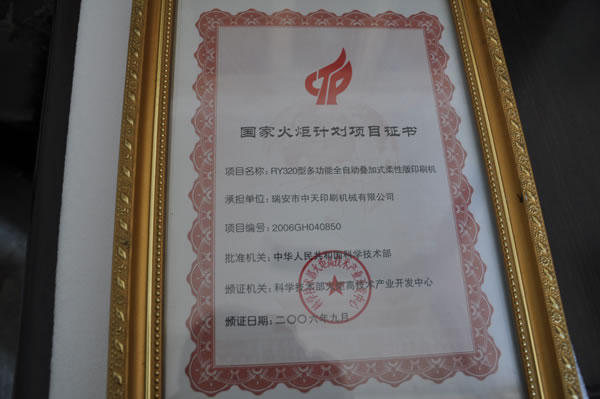 国家火炬计划项目证书
项目名称：RY320型多功能全自动叠加式柔性版印刷机
承担单位：瑞安市中天印刷机械有限公司
项目编号：2006GH040850
批准机关：中华人民共和国科学技术部
颁证机关：科学技术部火炬高技术产业开发中心
颁证日期：二〇〇六年九月